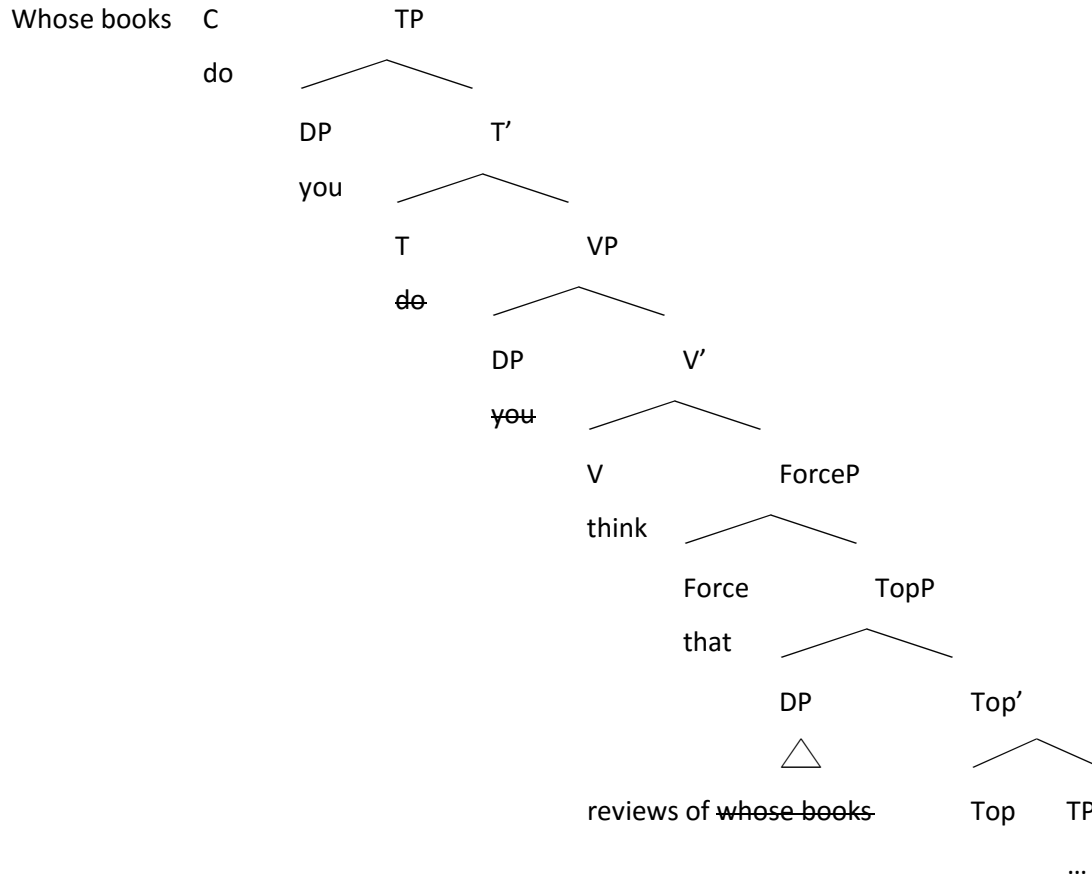 Whose books C TP
do
DP T’
you
T VP
do
DP V’
you
V ForceP
think
Force TopP
that
DP Top’
reviews of whose books Top TP
...